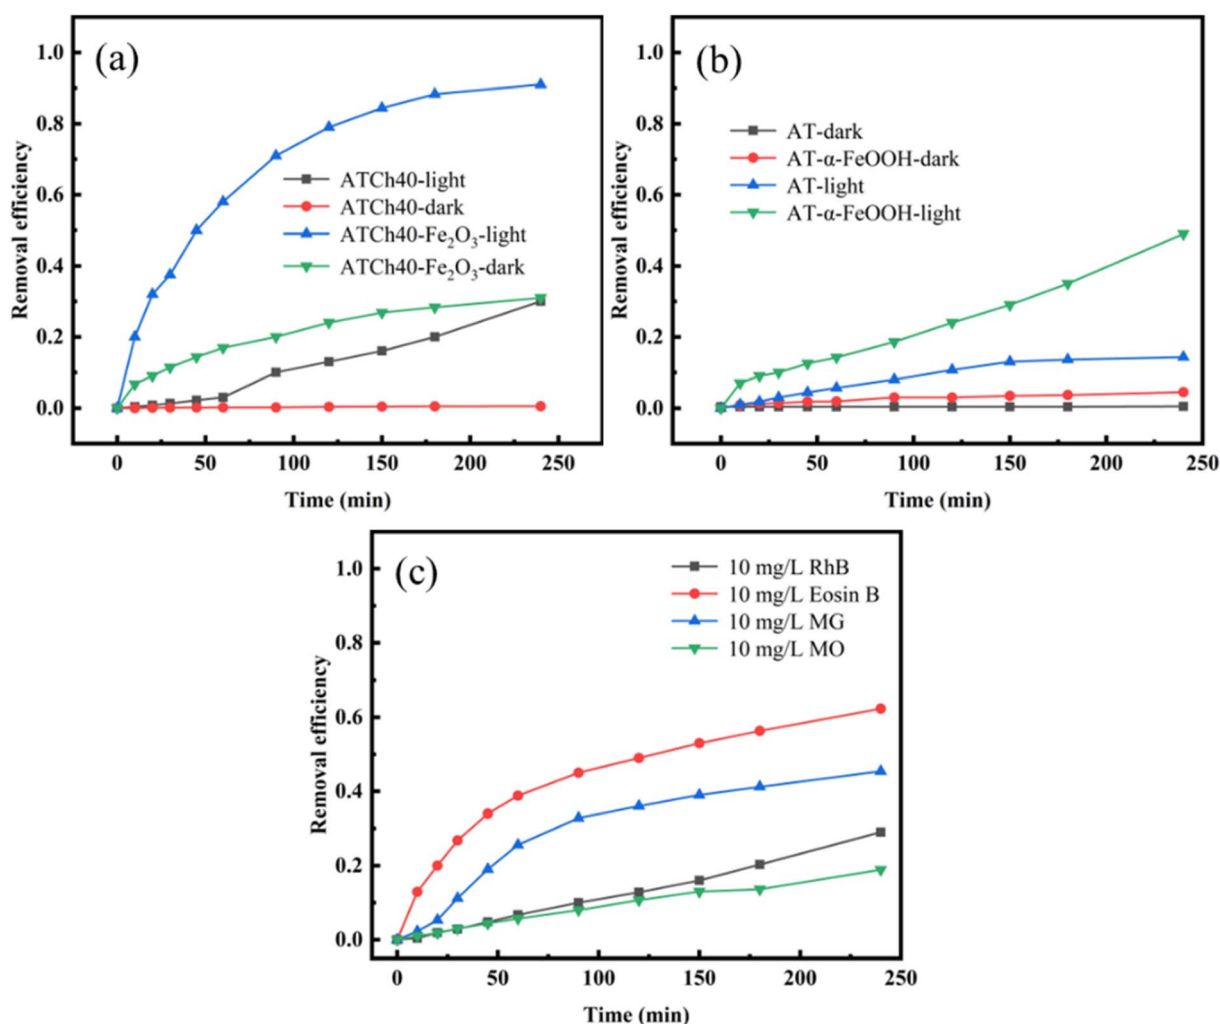 (a)
1.0
0.8
0.6
0.4
0.2
0.0
Removal efficiency
ATCh40-light
ATCh40-dark
ATCh40-Fe₂O₃-light
ATCh40-Fe₂O₃-dark
0 50 100 150 200 250
Time (min)
(b)
1.0
0.8
0.6
0.4
0.2
0.0
Removal efficiency
AT-dark
AT-α-FeOOH-dark
AT-light
AT-α-FeOOH-light
0 50 100 150 200 250
Time (min)
(c)
1.0
0.8
0.6
0.4
0.2
0.0
Removal efficiency
10 mg/L RhB
10 mg/L Eosin B
10 mg/L MG
10 mg/L MO
0 50 100 150 200 250
Time (min)